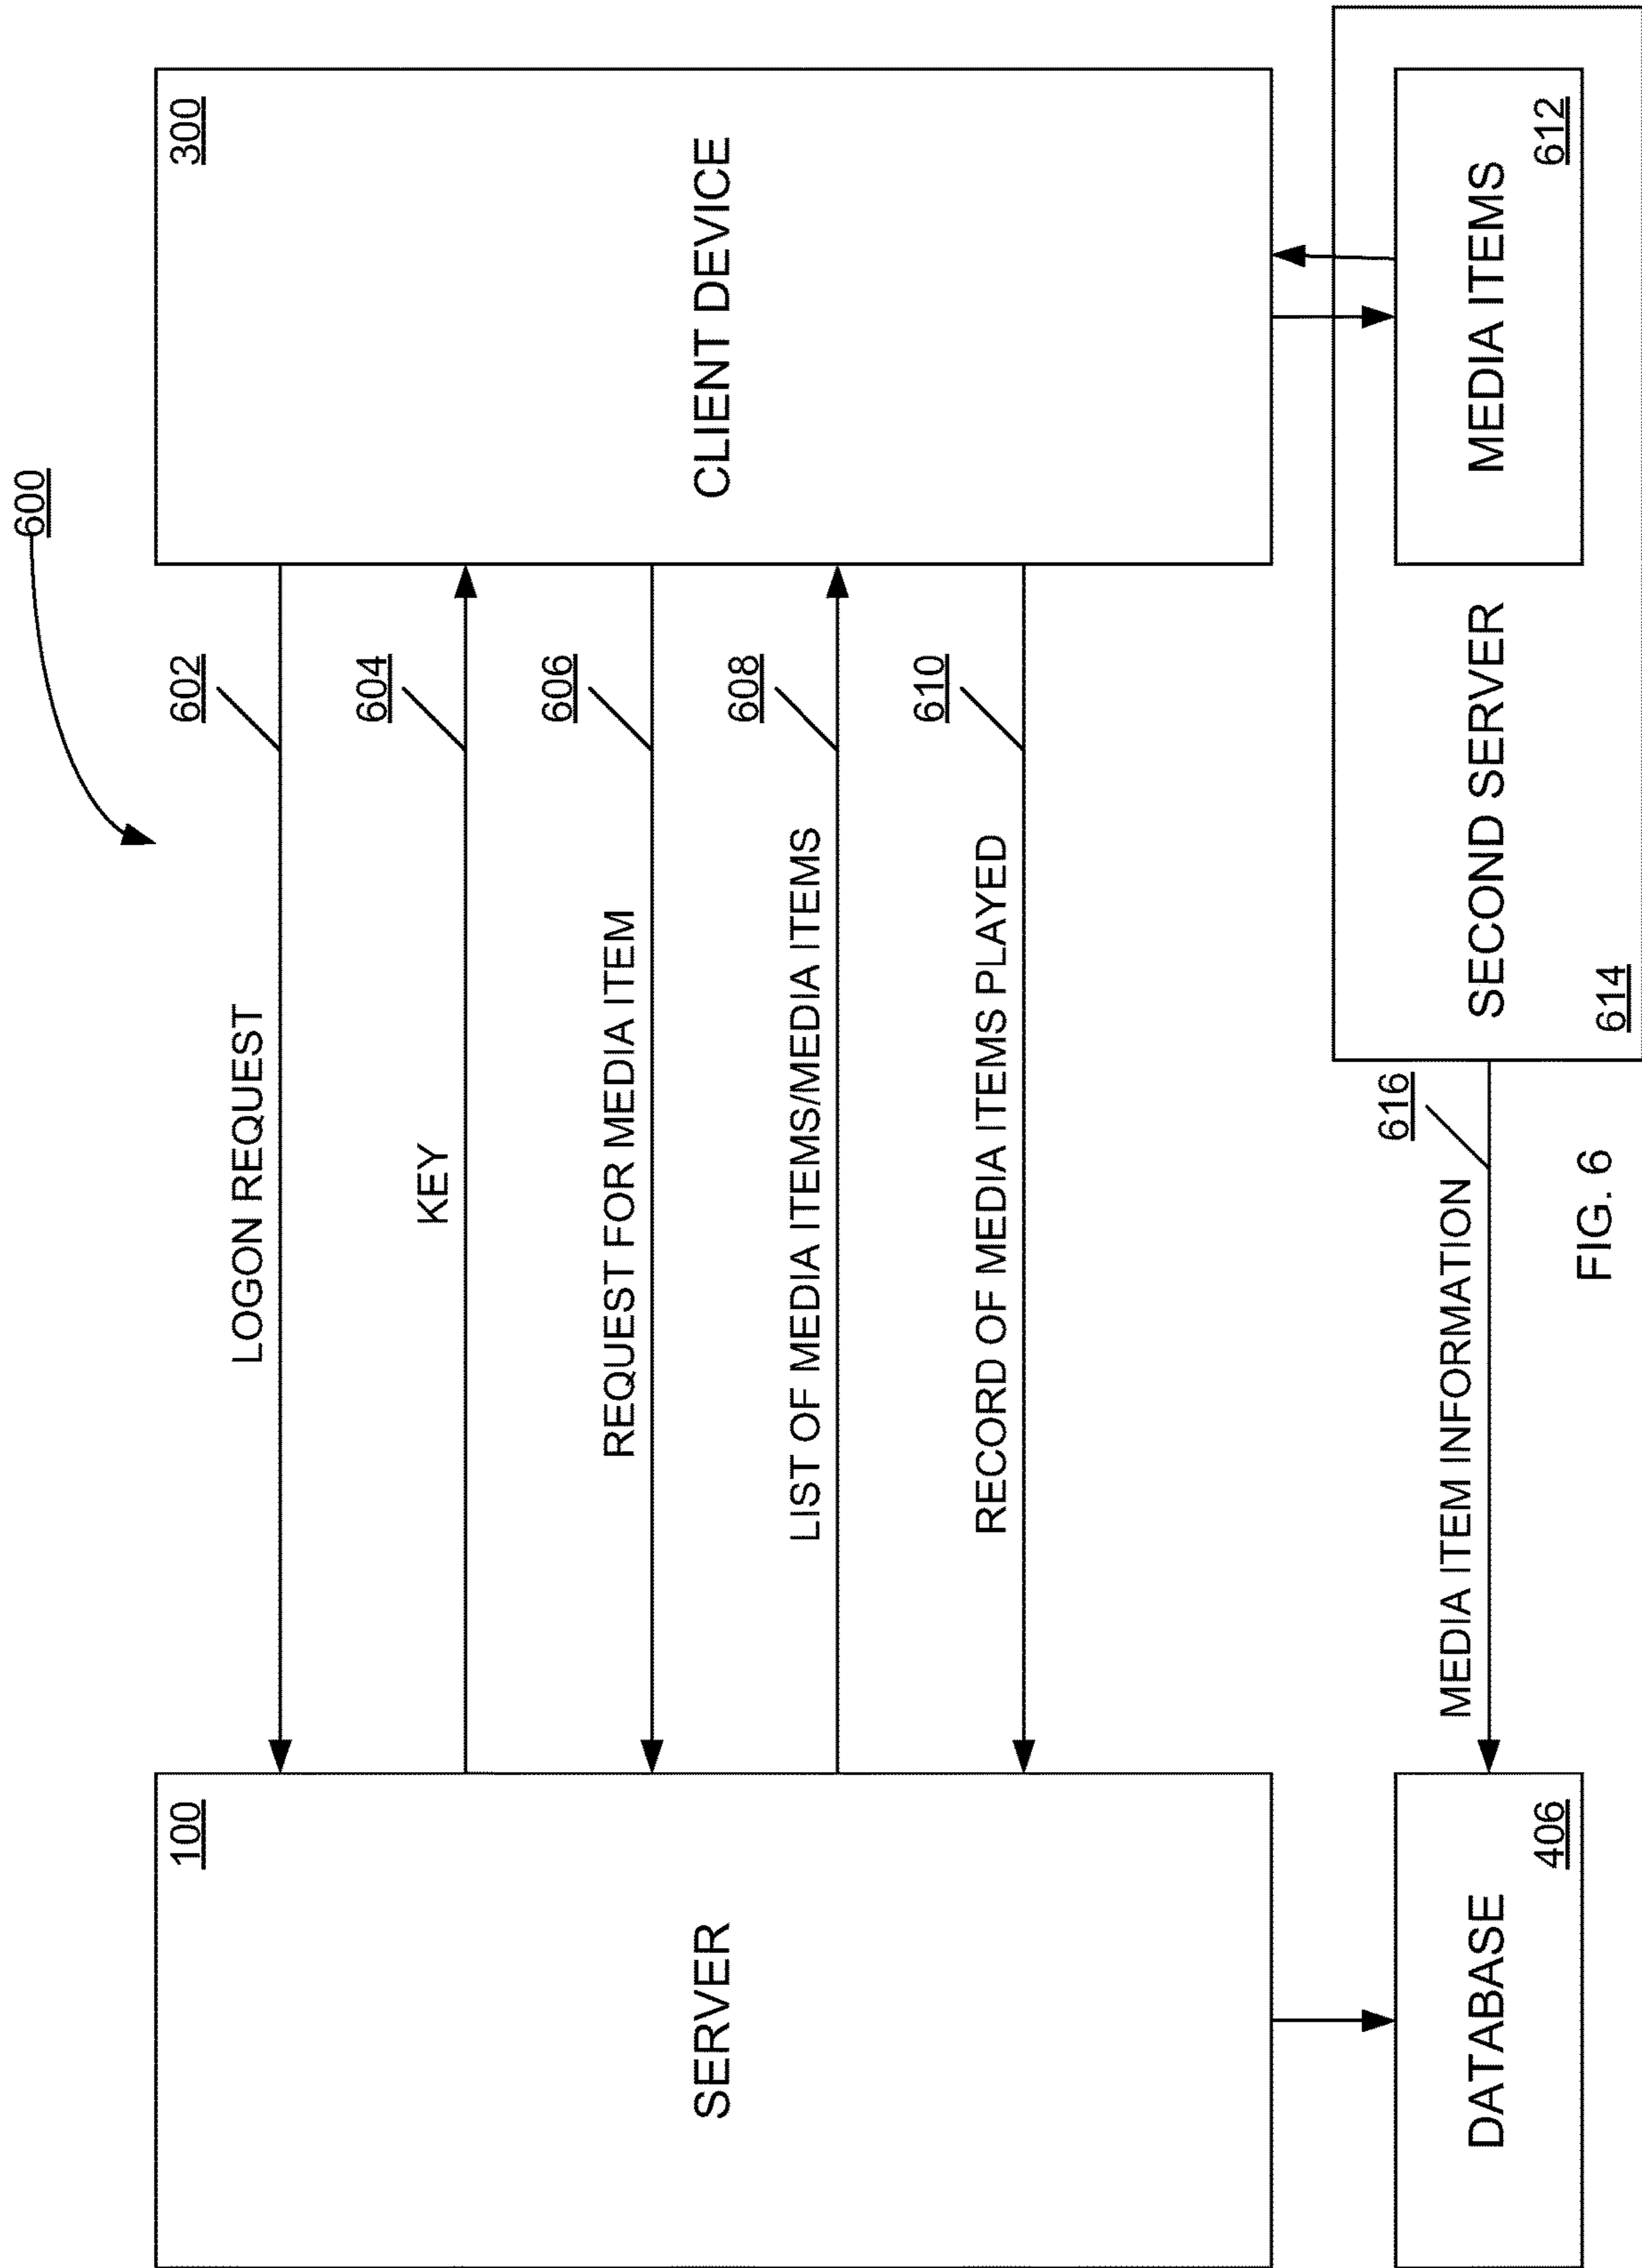 600
100
SERVER
300
CLIENT DEVICE
LOGON REQUEST
602
KEY
604
REQUEST FOR MEDIA ITEM
606
LIST OF MEDIA ITEMS/MEDIA ITEMS
608
RECORD OF MEDIA ITEMS PLAYED
610
DATABASE
406
MEDIA ITEM INFORMATION
616
SECOND SERVER
614
MEDIA ITEMS
612
FIG. 6